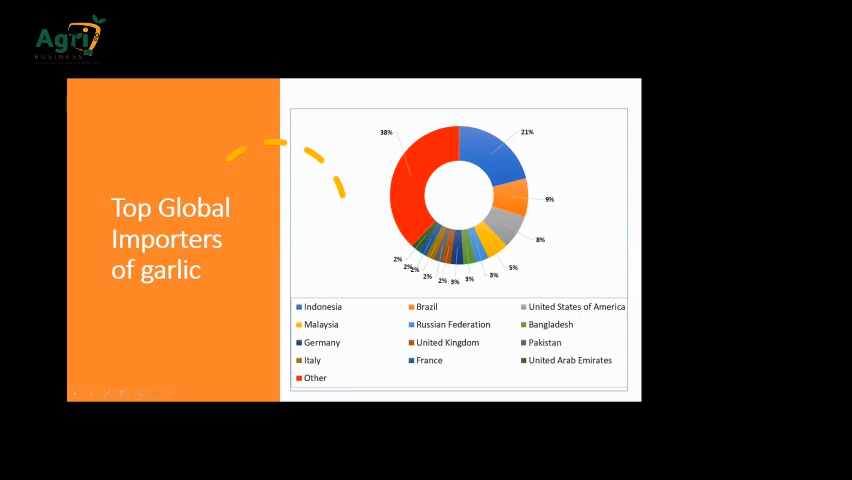 Agri
BUSINESS
Top Global
Importers
of garlic
38%
21%
9%
8%
5%
3%
3%
3%
2%
2%
2%
2%
2%
Indonesia
Brazil
United States of America
Malaysia
Russian Federation
Bangladesh
Germany
United Kingdom
Pakistan
Italy
France
United Arab Emirates
Other